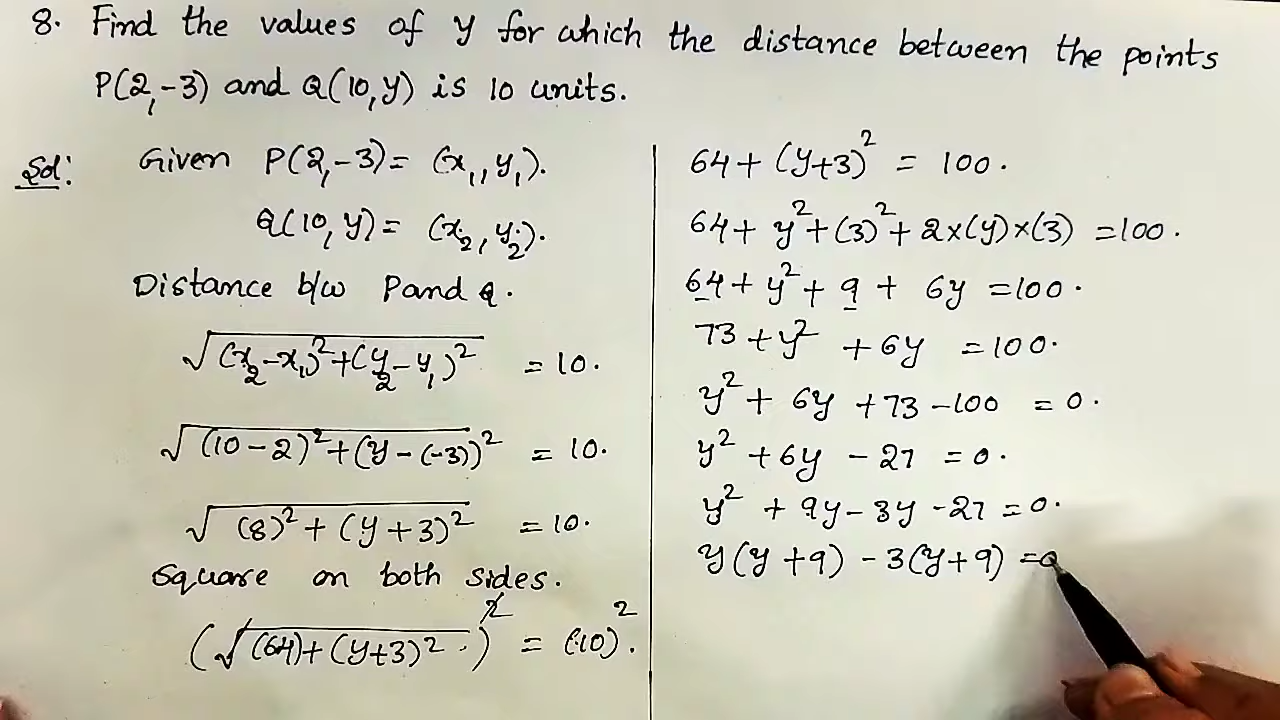 8. Find the values of y for which the distance between the points
P(2,-3) and Q(10,y) is 10 units.
Sol:
Given P(2,-3) = (x₁, y₁).
Q(10, y) = (x₂, y₂).
Distance b/w P and Q.
√((x₂-x₁)²+(y₂-y₁)²) = 10.
√((10-2)²+(y-(-3))²) = 10.
√((8)²+(y+3)²) = 10.
Square on both sides.
(√((64)+(y+3)²))² = (10)².
64+(y+3)² = 100.
64+y²+(3)²+2×(y)×(3) =100.
64+y²+9+6y =100.
73+y²+6y =100.
y²+6y+73-100 =0.
y²+6y-27 =0.
y²+9y-3y-27=0.
y(y+9)-3(y+9) =0